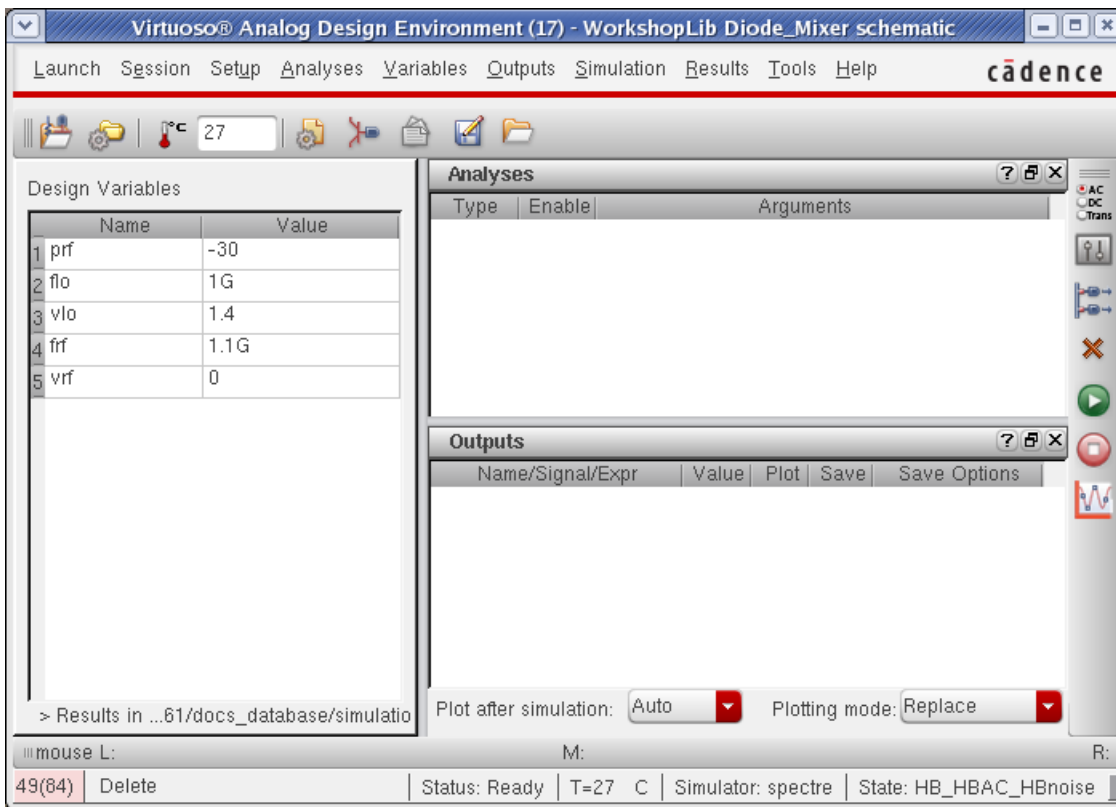 Virtuoso® Analog Design Environment (17) - WorkshopLib Diode_Mixer schematic
Launch Session Setup Analyses Variables Outputs Simulation Results Tools Help cādence
°C 27
Design Variables
Name Value
1 prf -30
2 flo 1G
3 vlo 1.4
4 frf 1.1G
5 vrf 0
> Results in ...61/docs_database/simulatio
Analyses
Type Enable Arguments
Outputs
Name/Signal/Expr Value Plot Save Save Options
Plot after simulation: Auto Plotting mode: Replace
AC
DC
Trans
mouse L: M: R:
49(84) Delete Status: Ready T=27 C Simulator: spectre State: HB_HBAC_HBnoise